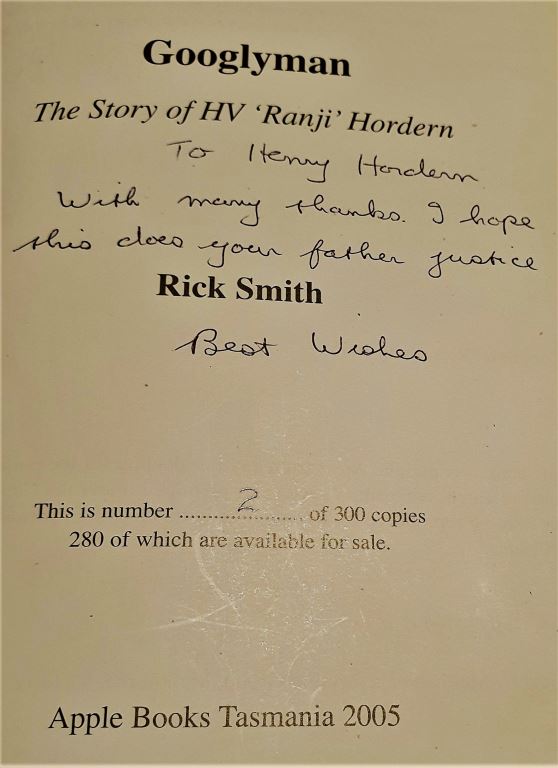 Googlyman
The Story of HV ‘Ranji’ Hordern
To Henry Hordern
With many thanks. I hope
this does your father justice
Rick Smith
Best Wishes
This is number ......2...... of 300 copies
280 of which are available for sale.
Apple Books Tasmania 2005